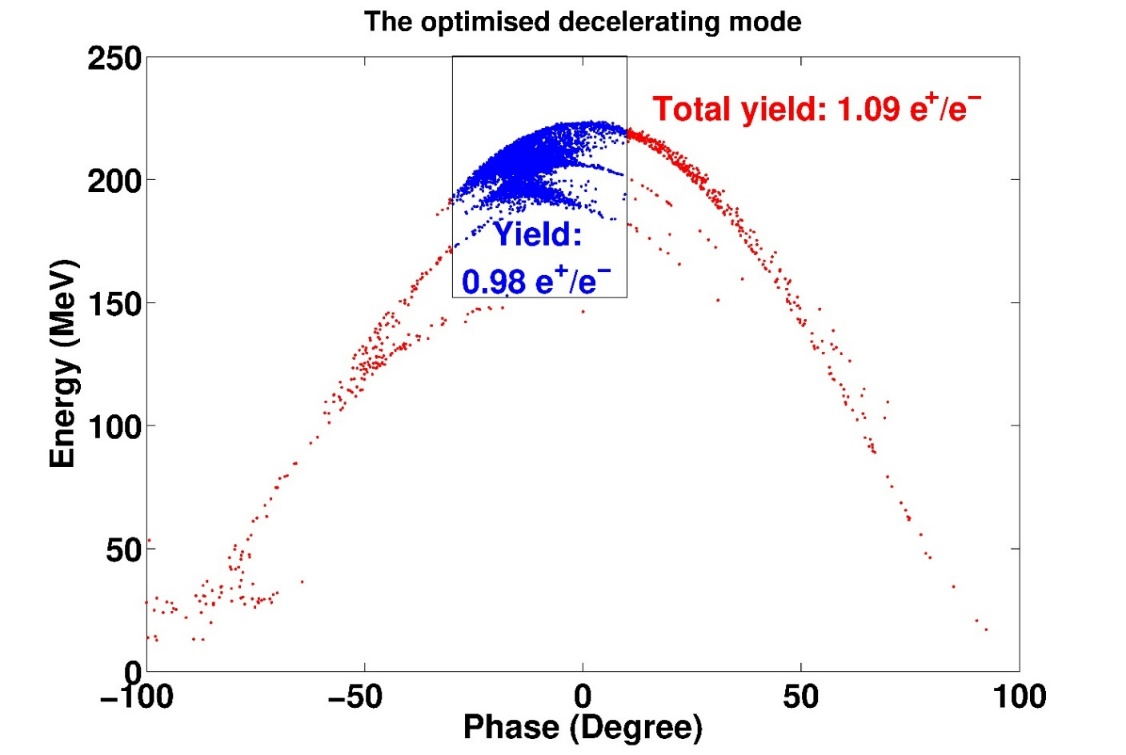 The optimised decelerating mode
250
Total yield: 1.09 e⁺/e⁻
200
Yield:
0.98 e⁺/e⁻
150
Energy (MeV)
100
50
0
−100 −50 0 50 100
Phase (Degree)